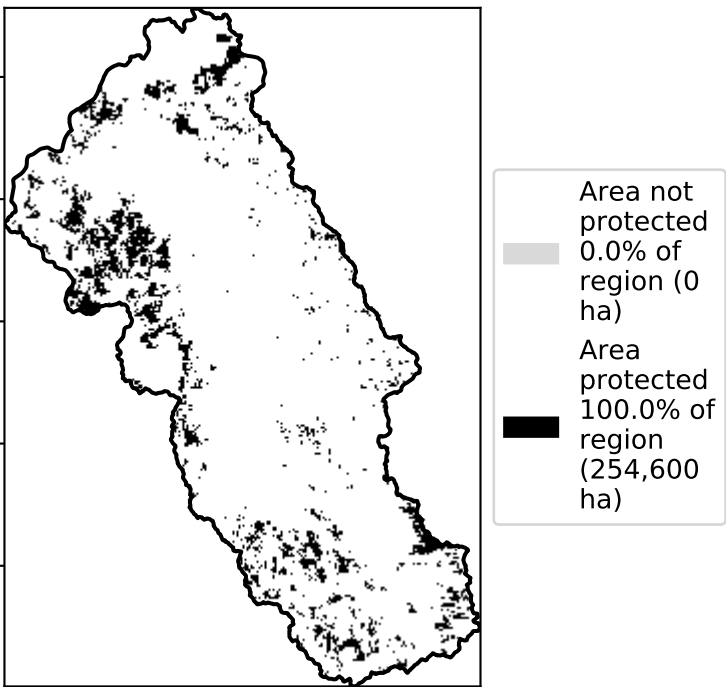 Area not
protected
0.0% of
region (0
ha)
Area
protected
100.0% of
region
(254,600
ha)